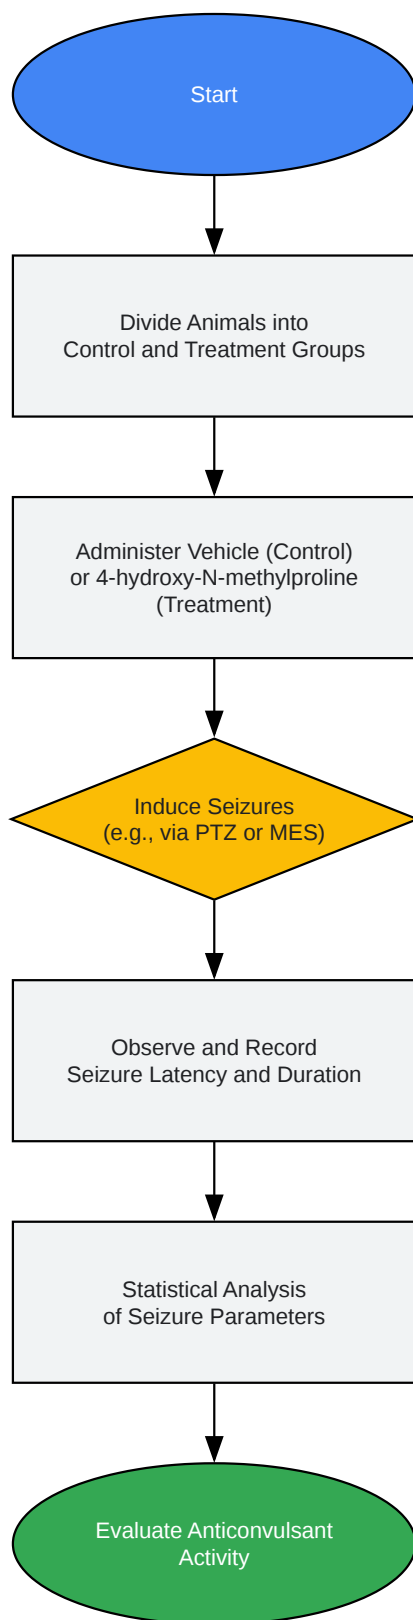 Start
Divide Animals into
Control and Treatment Groups
Administer Vehicle (Control)
or 4-hydroxy-N-methylproline
(Treatment)
Induce Seizures
(e.g., via PTZ or MES)
Observe and Record
Seizure Latency and Duration
Statistical Analysis
of Seizure Parameters
Evaluate Anticonvulsant
Activity